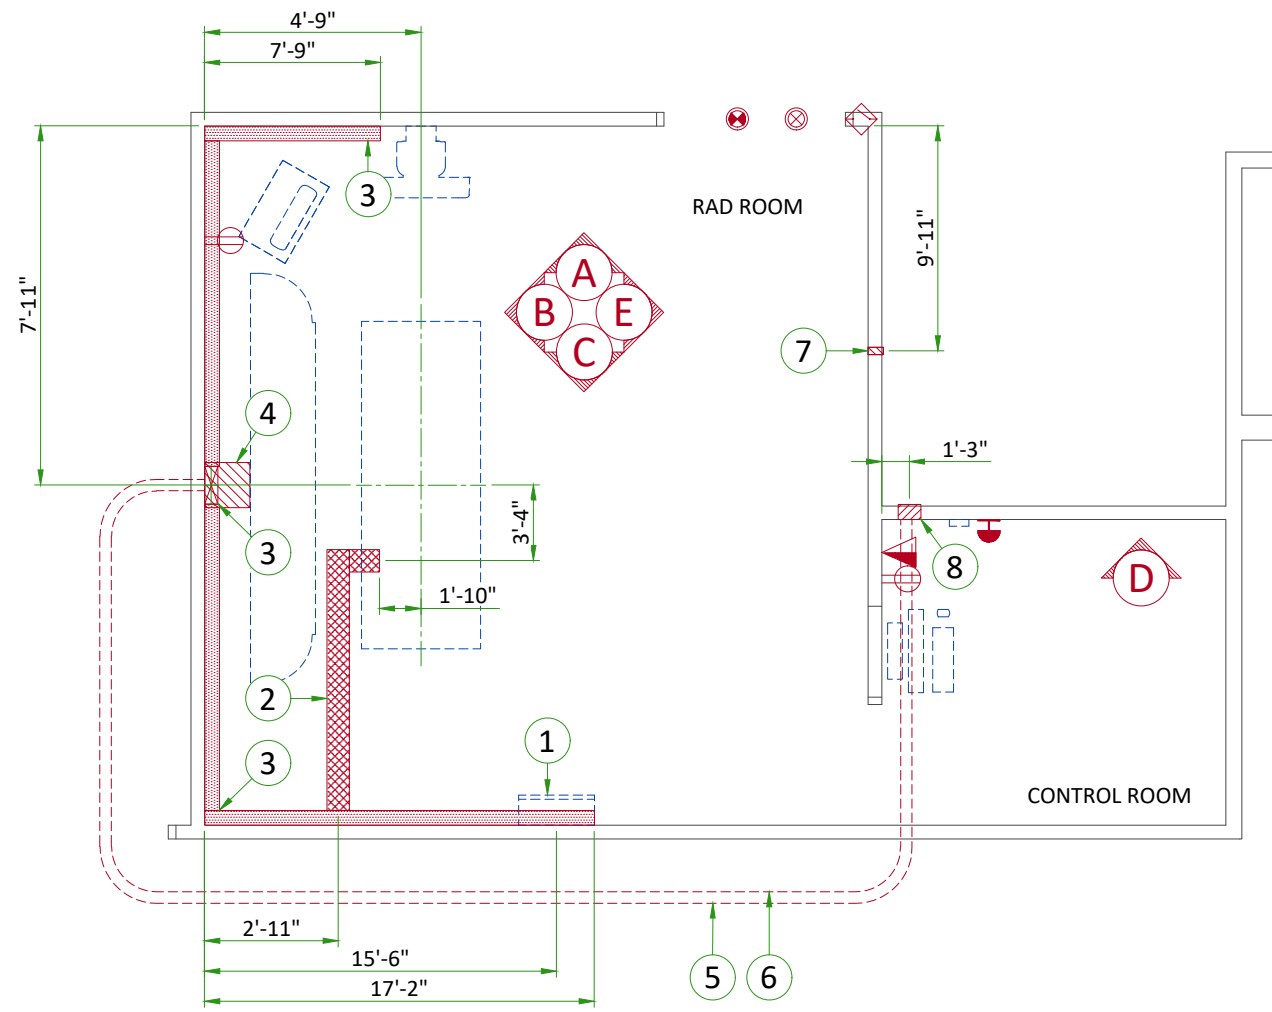 4'-9"
7'-9"
3
RAD ROOM
7'-11"
9'-11"
A
B
E
C
7
4
1'-3"
3'-4"
3
8
D
1'-10"
2
1
3
CONTROL ROOM
2'-11"
15'-6"
17'-2"
5
6